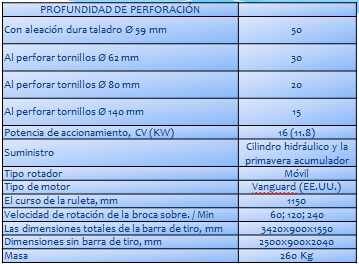 PROFUNDIDAD DE PERFORACIÓN
Con aleación dura taladro Ø 59 mm 50
Al perforar tornillos Ø 62 mm 30
Al perforar tornillos Ø 80 mm 20
Al perforar tornillos Ø 140 mm 15
Potencia de accionamiento, CV (KW) 16 (11.8)
Suministro Cilindro hidráulico y la
primavera acumulador
Tipo rotador Móvil
Tipo de motor Vanguard (EE.UU.)
El curso de la ruleta, mm 1150
Velocidad de rotación de la broca sobre. / Min 60; 120; 240
Las dimensiones totales de la barra de tiro, mm 3420x900x1550
Dimensiones sin barra de tiro, mm 2500x900x2040
Masa 260 Kg